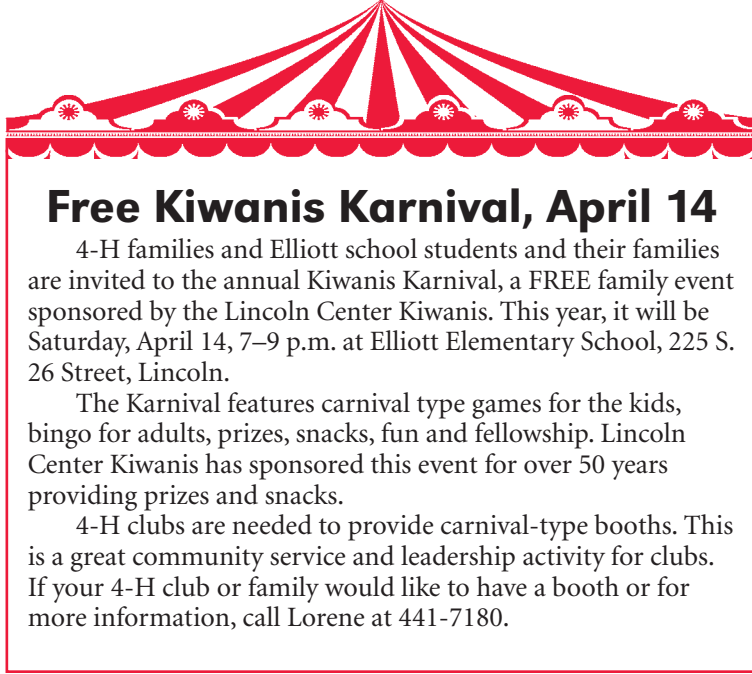 Free Kiwanis Karnival, April 14
4-H families and Elliott school students and their families
are invited to the annual Kiwanis Karnival, a FREE family event
sponsored by the Lincoln Center Kiwanis. This year, it will be
Saturday, April 14, 7–9 p.m. at Elliott Elementary School, 225 S.
26 Street, Lincoln.
The Karnival features carnival type games for the kids,
bingo for adults, prizes, snacks, fun and fellowship. Lincoln
Center Kiwanis has sponsored this event for over 50 years
providing prizes and snacks.
4-H clubs are needed to provide carnival-type booths. This
is a great community service and leadership activity for clubs.
If your 4-H club or family would like to have a booth or for
more information, call Lorene at 441-7180.